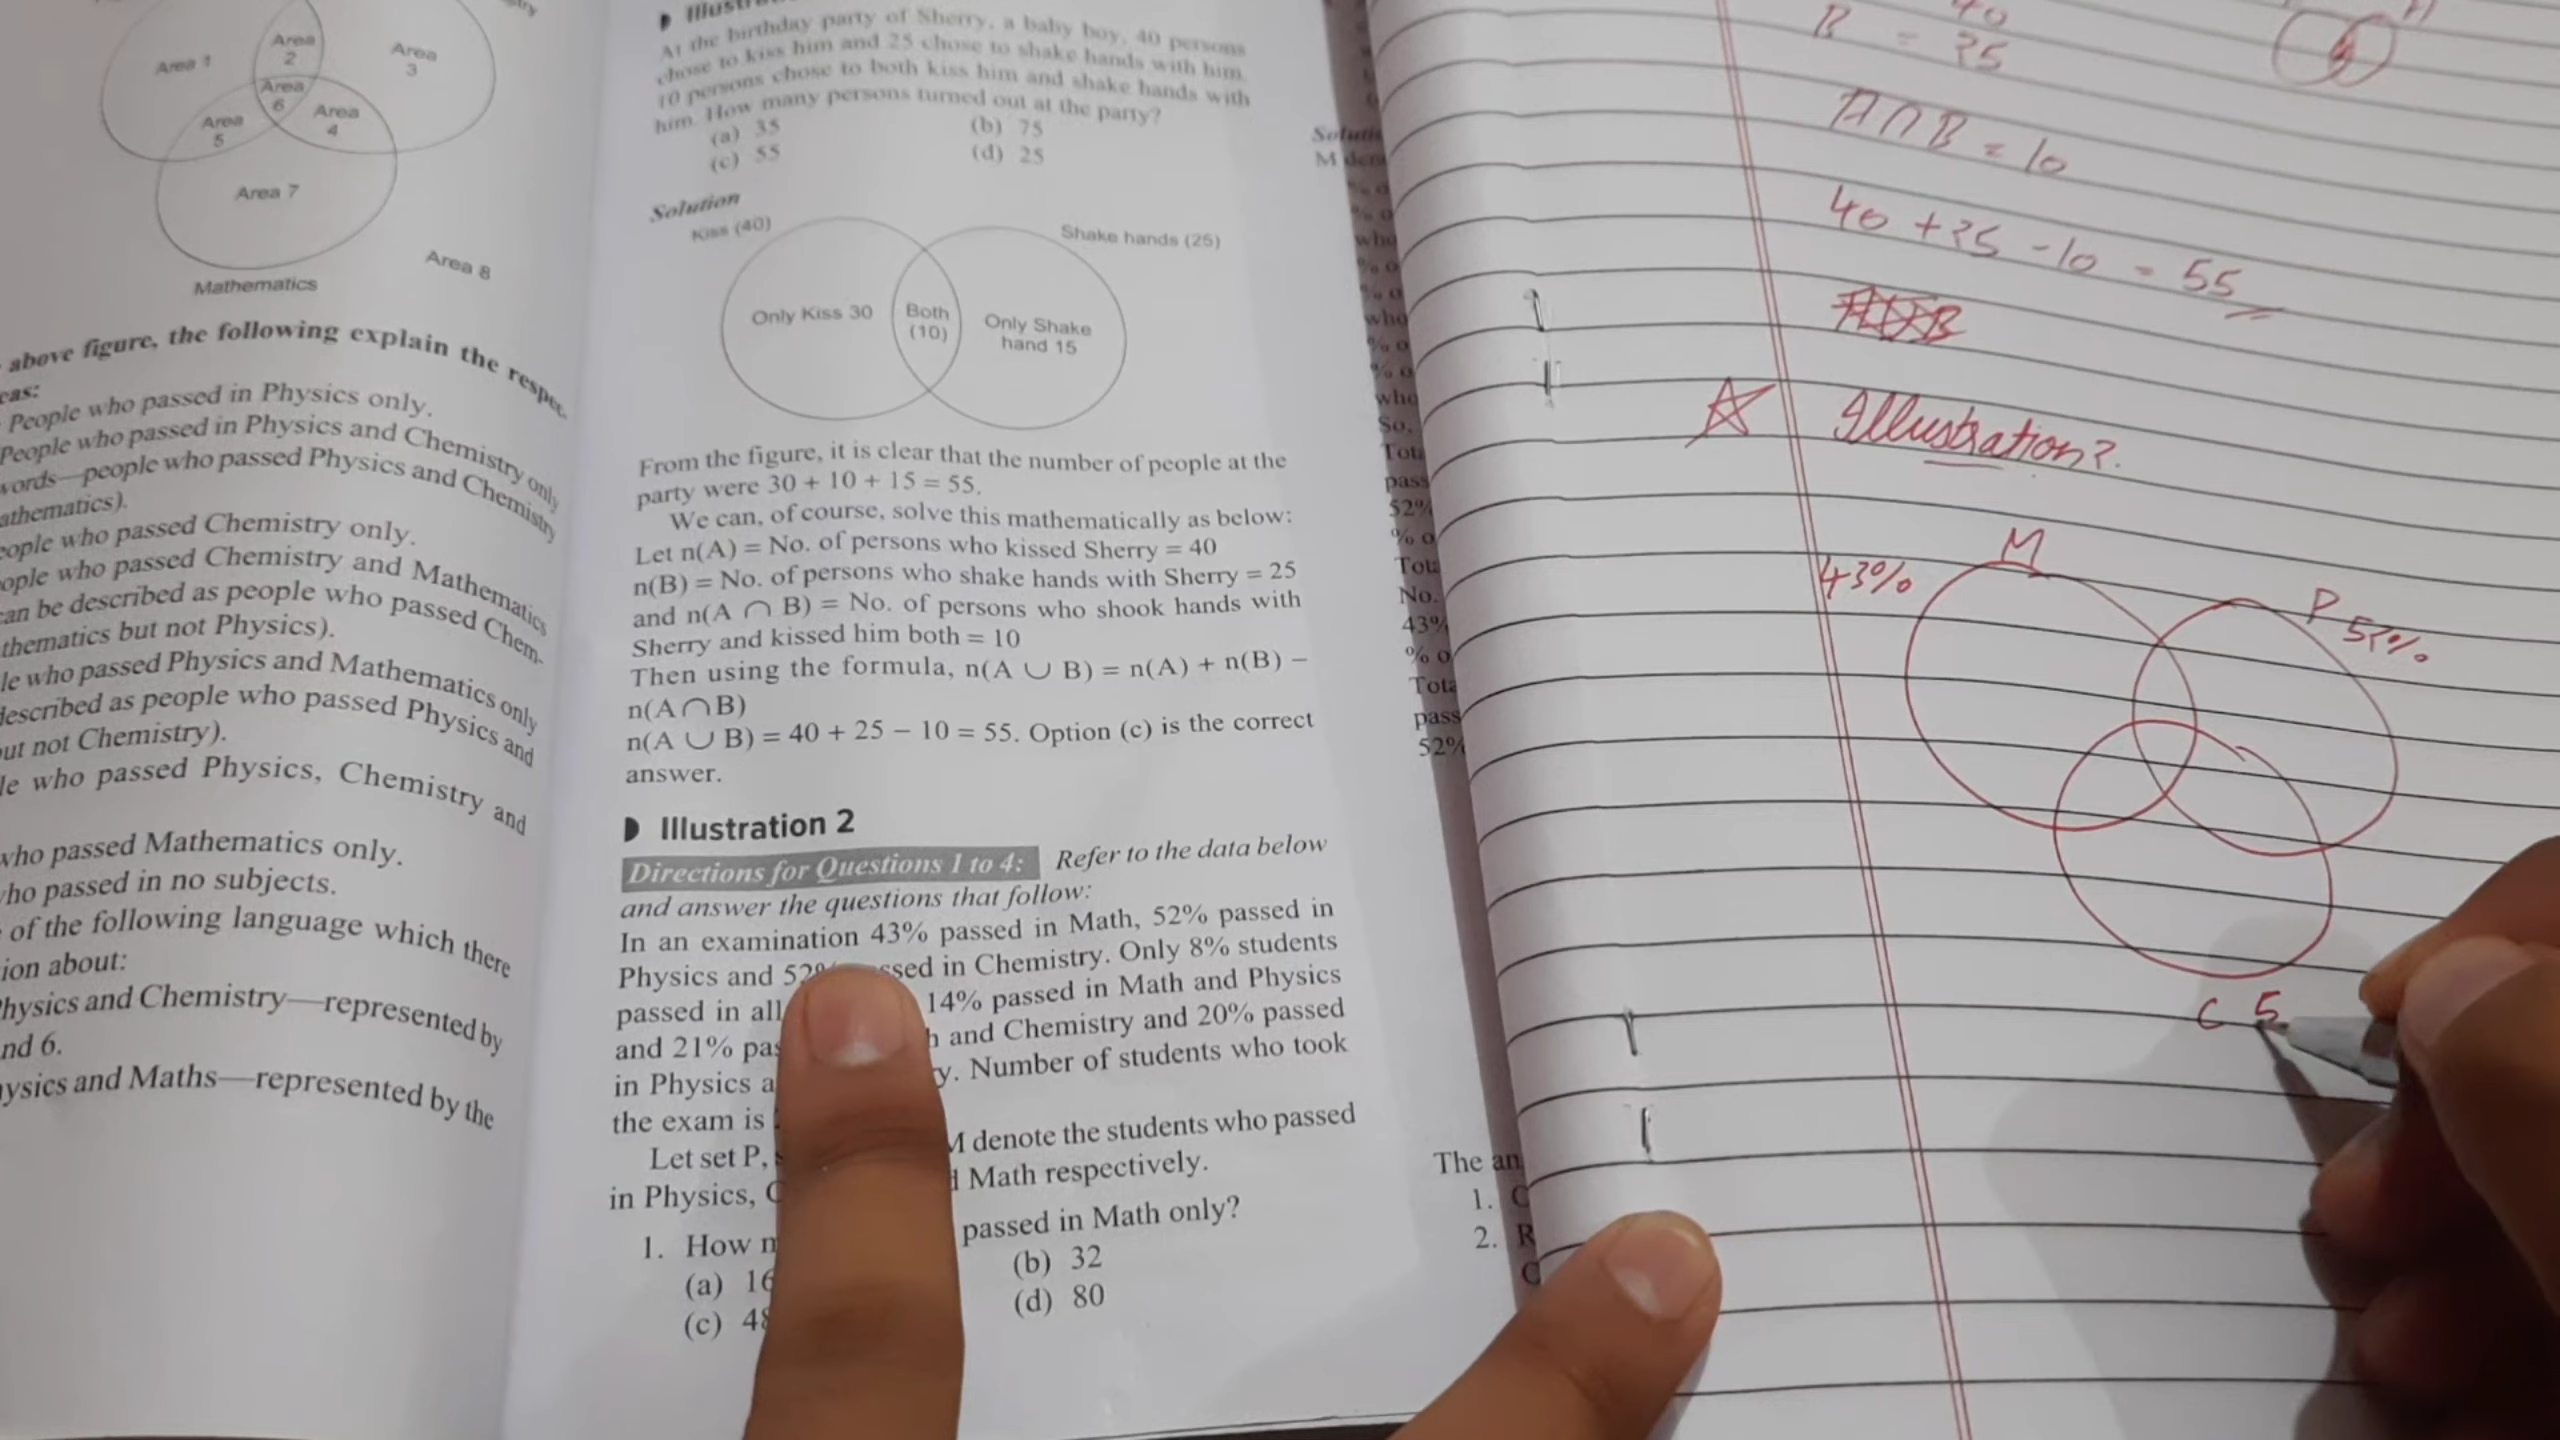 Area 1
Area
2
Area
3
Area
6
Area
4
Area
5
Area 7
Area 8
Mathematics
above figure, the following explain the respec-
People who passed in Physics only.
People who passed in Physics and Chemistry only
people who passed Physics and Chemistry
passed Chemistry only.
who passed Chemistry and Mathematics
can be described as people who passed Chem-
but not Physics).
who passed Physics and Mathematics only
as people who passed Physics and
but not Chemistry).
who passed Physics, Chemistry and
who passed Mathematics only.
who passed in no subjects.
of the following language which there
about:
Physics and Chemistry—represented by
and 6.
and Maths—represented by the
At the birthday party of Sherry, a baby boy, 40 persons
chose to kiss him and 25 chose to shake hands with him.
10 persons chose to both kiss him and shake hands with
him. How many persons turned out at the party?
(a) 35 (b) 75
(c) 55 (d) 25
Solution
Kiss (40)
Shake hands (25)
Only Kiss 30
Both
(10)
Only Shake
hand 15
From the figure, it is clear that the number of people at the
party were 30 + 10 + 15 = 55.
We can, of course, solve this mathematically as below:
Let n(A) = No. of persons who kissed Sherry = 40
n(B) = No. of persons who shake hands with Sherry = 25
and n(A ∩ B) = No. of persons who shook hands with
Sherry and kissed him both = 10
Then using the formula, n(A ∪ B) = n(A) + n(B) –
n(A∩B)
n(A ∪ B) = 40 + 25 – 10 = 55. Option (c) is the correct
answer.
Illustration 2
Directions for Questions 1 to 4: Refer to the data below
and answer the questions that follow:
In an examination 43% passed in Math, 52% passed in
Physics and 52% passed in Chemistry. Only 8% students
passed in all 14% passed in Math and Physics
and 21% and Chemistry and 20% passed
in Physics Number of students who took
the exam is
Let set P, M denote the students who passed
in Physics, Math respectively.
1. How passed in Math only?
(a) 16 (b) 32
(c) 48 (d) 80
52%
No.
43%
52%
The
1.
2.
40
B = 25
A∩B = 10
40 + 25 - 10 = 55
Illustration 2.
M
43%
P 52%
C 5